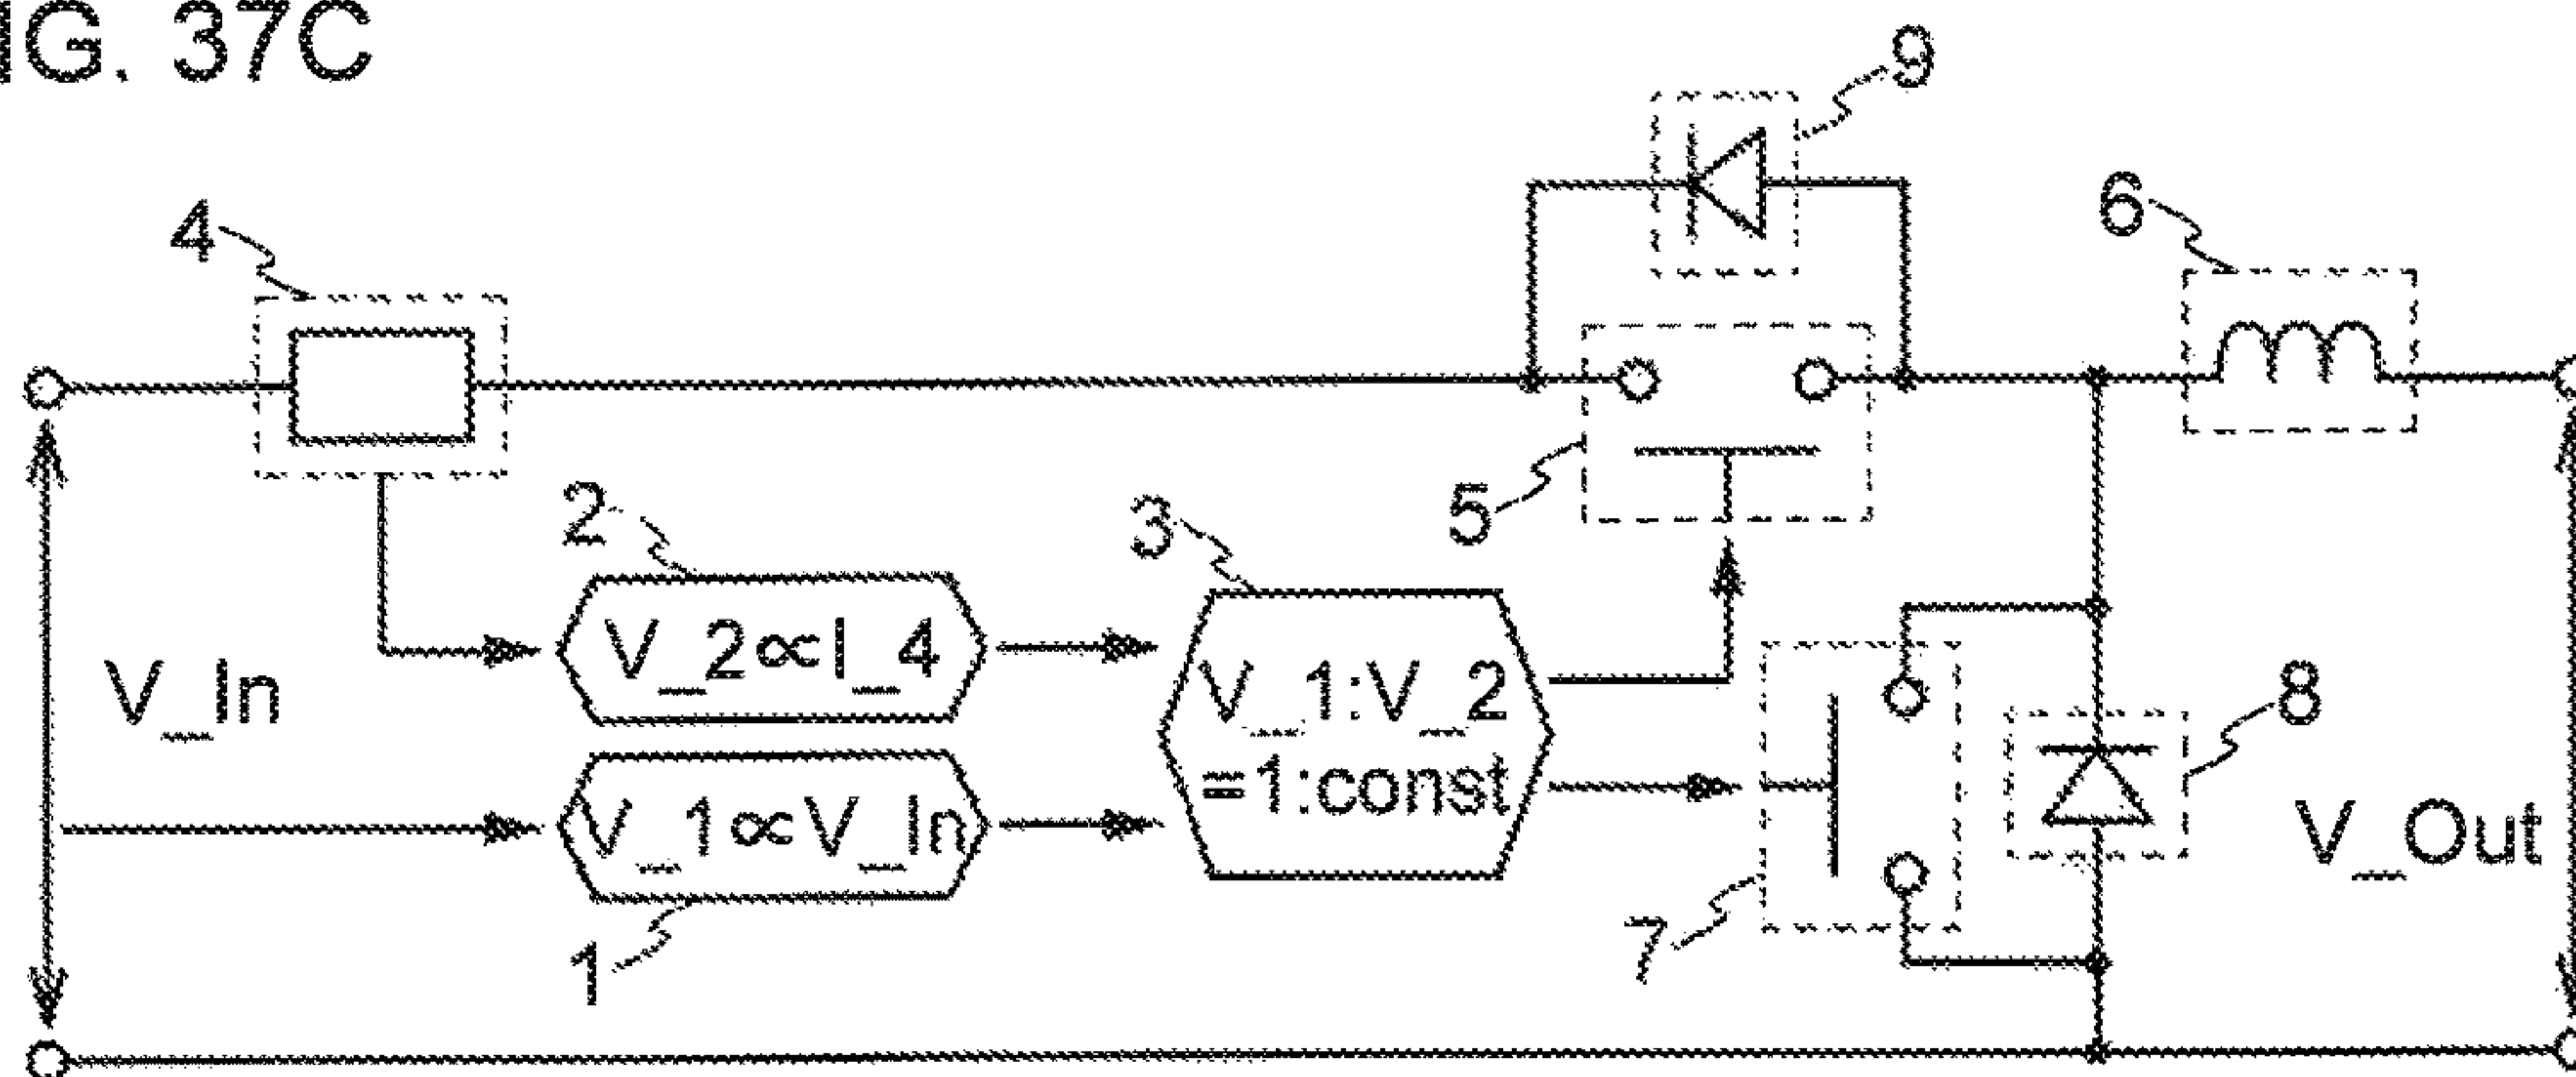 IG. 37C
9
6
4
2
3
5
V_2∝I_4
V_In
V_1:V_2
=1:const
8
V_1∝V_In
V_Out
7
1